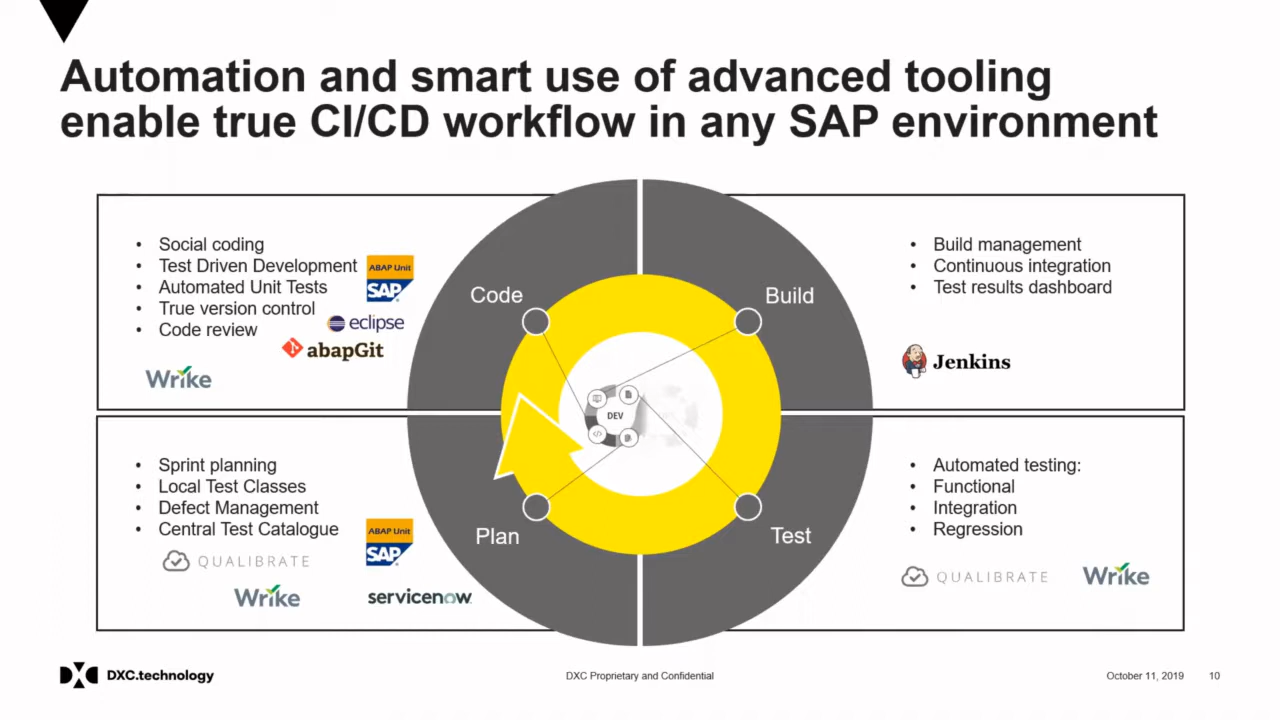 Automation and smart use of advanced tooling
enable true CI/CD workflow in any SAP environment
• Social coding
• Test Driven Development
• Automated Unit Tests
• True version control
• Code review
ABAP Unit
SAP
eclipse
abapGit
Wrike
Code
Build
• Build management
• Continuous integration
• Test results dashboard
Jenkins
DEV
• Sprint planning
• Local Test Classes
• Defect Management
• Central Test Catalogue
ABAP Unit
SAP
QUALIBRATE
Wrike
servicenow
Plan
Test
• Automated testing:
• Functional
• Integration
• Regression
QUALIBRATE
Wrike
DXC.technology
DXC Proprietary and Confidential
October 11, 2019
10